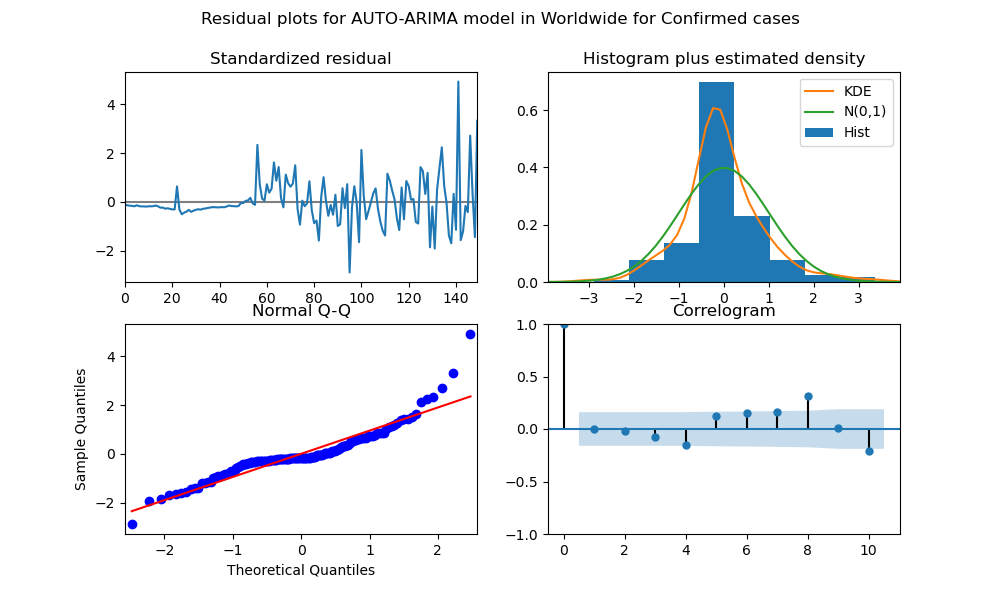 Residual plots for AUTO-ARIMA model in Worldwide for Confirmed cases
Standardized residual
4
2
0
−2
0 20 40 60 80 100 120 140
Histogram plus estimated density
KDE
N(0,1)
Hist
0.6
0.4
0.2
0.0
−3 −2 −1 0 1 2 3
Normal Q-Q
Sample Quantiles
4
2
0
−2
−2 −1 0 1 2
Theoretical Quantiles
Correlogram
1.0
0.5
0.0
−0.5
−1.0
0 2 4 6 8 10